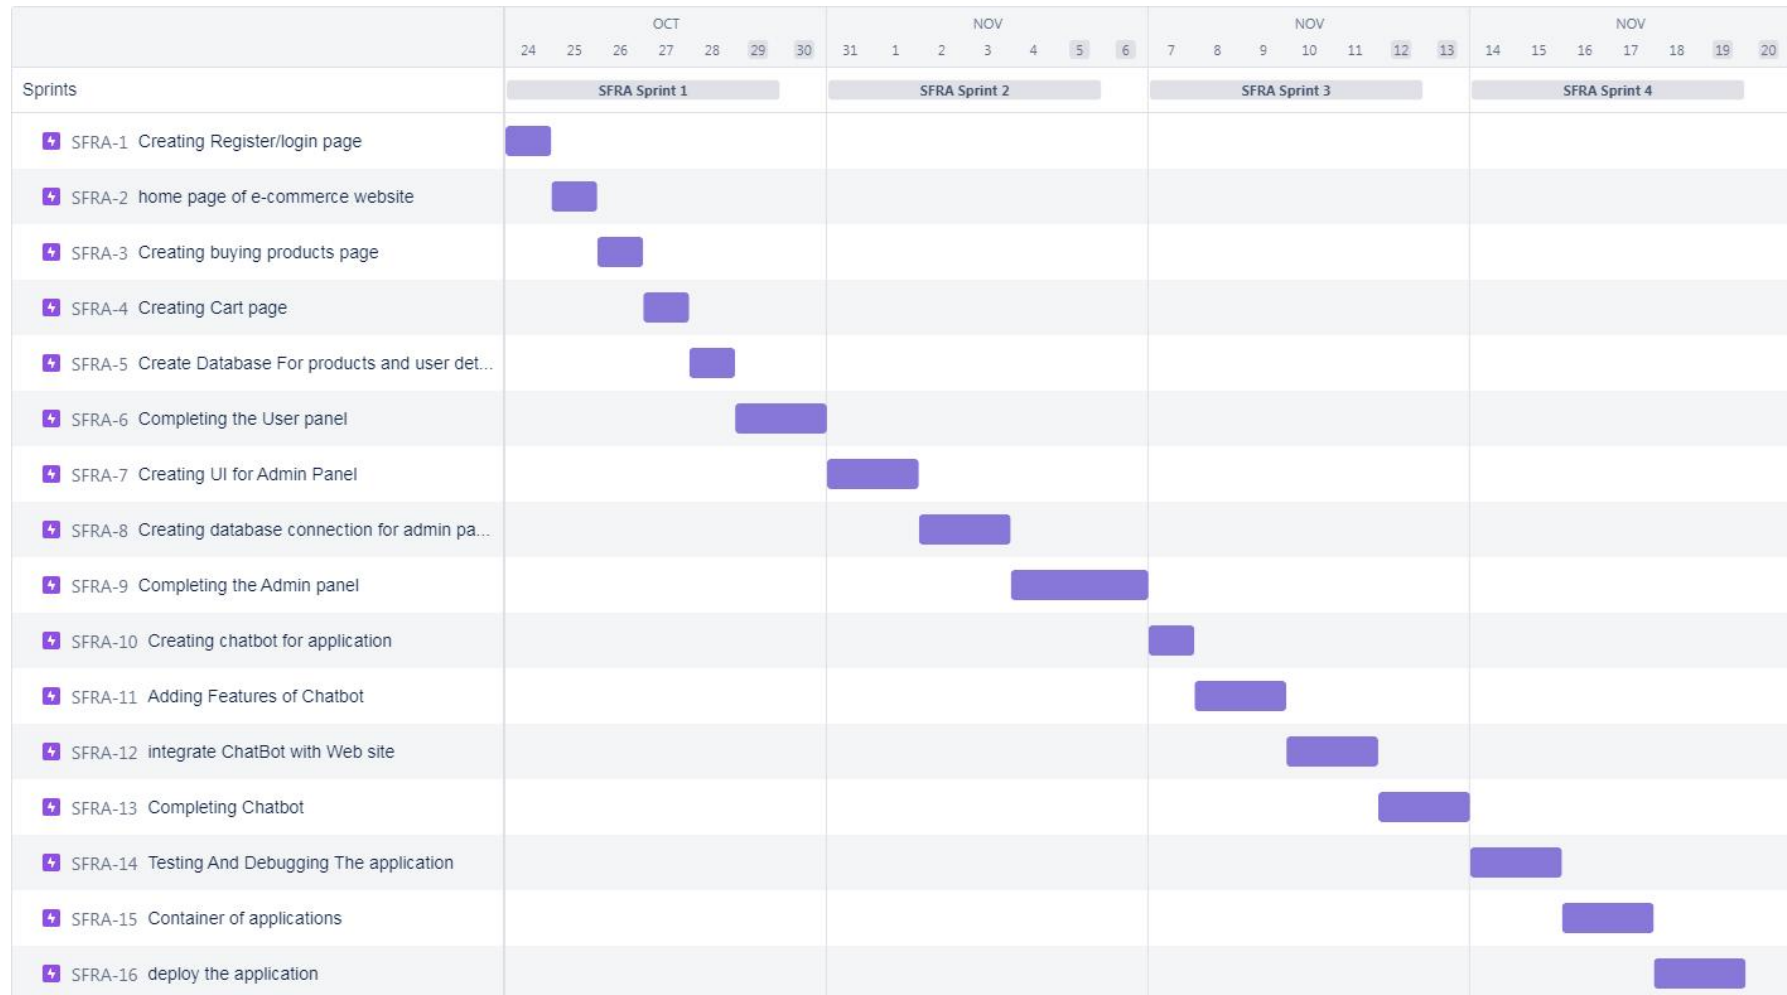 OCT NOV NOV NOV
24 25 26 27 28 29 30 31 1 2 3 4 5 6 7 8 9 10 11 12 13 14 15 16 17 18 19 20
Sprints SFRA Sprint 1 SFRA Sprint 2 SFRA Sprint 3 SFRA Sprint 4
SFRA-1 Creating Register/login page
SFRA-2 home page of e-commerce website
SFRA-3 Creating buying products page
SFRA-4 Creating Cart page
SFRA-5 Create Database For products and user det...
SFRA-6 Completing the User panel
SFRA-7 Creating UI for Admin Panel
SFRA-8 Creating database connection for admin pa...
SFRA-9 Completing the Admin panel
SFRA-10 Creating chatbot for application
SFRA-11 Adding Features of Chatbot
SFRA-12 integrate ChatBot with Web site
SFRA-13 Completing Chatbot
SFRA-14 Testing And Debugging The application
SFRA-15 Container of applications
SFRA-16 deploy the application